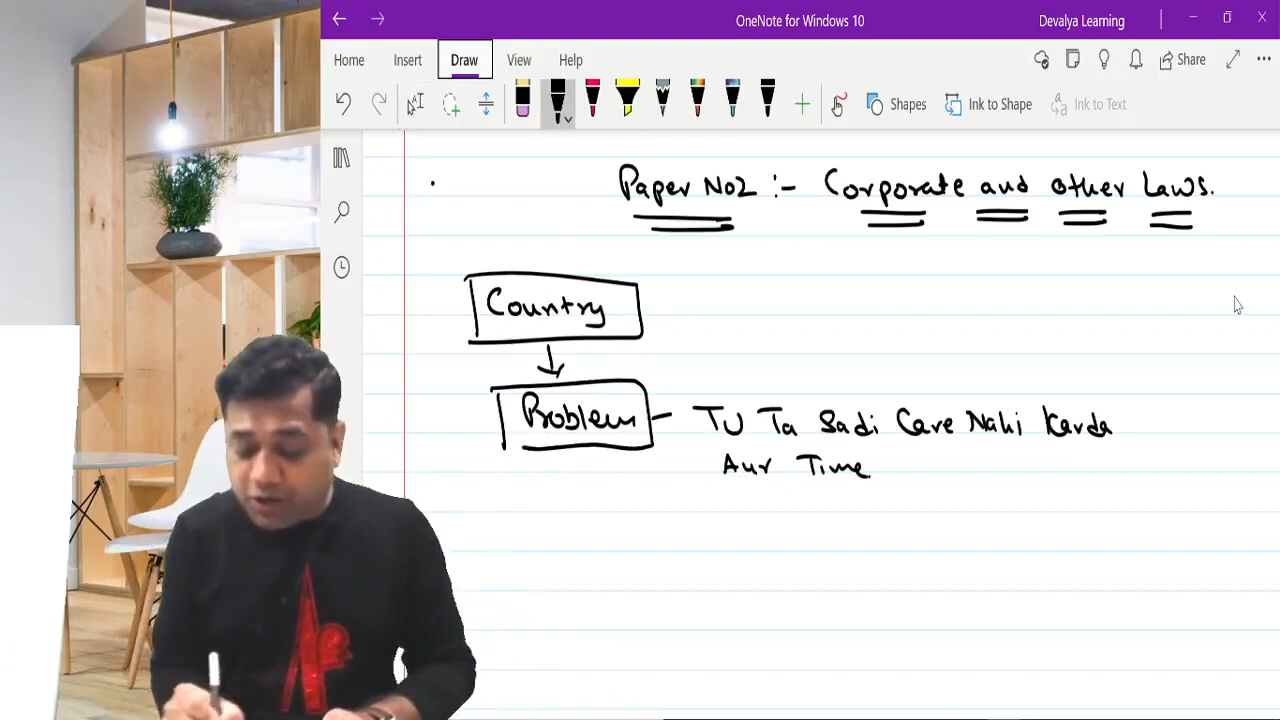 OneNote for Windows 10
Devalya Learning
Home Insert Draw View Help
Share
Shapes Ink to Shape Ink to Text
Paper No2 :- Corporate and other Laws.
Country
Problem - TU Ta Sadi Care Nahi Karda
Aur Time